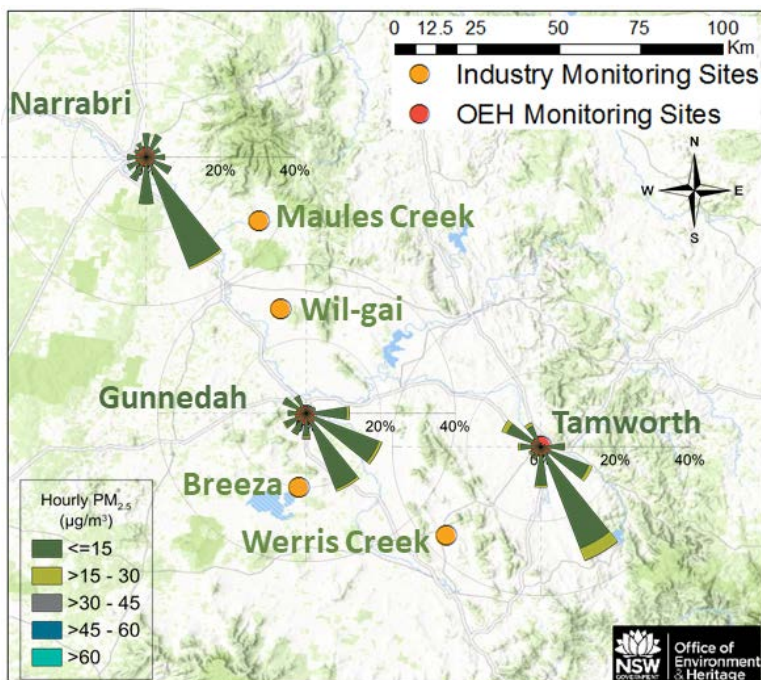 0 12.5 25 50 75 100
Km
Industry Monitoring Sites
OEH Monitoring Sites
Narrabri
20% 40%
N
W E
S
Maules Creek
Wil-gai
Gunnedah
20% 40%
Tamworth
20% 40%
Breeza
Werris Creek
Hourly PM2.5
(µg/m³)
<=15
>15 - 30
>30 - 45
>45 - 60
>60
NSW
GOVERNMENT
Office of
Environment
& Heritage